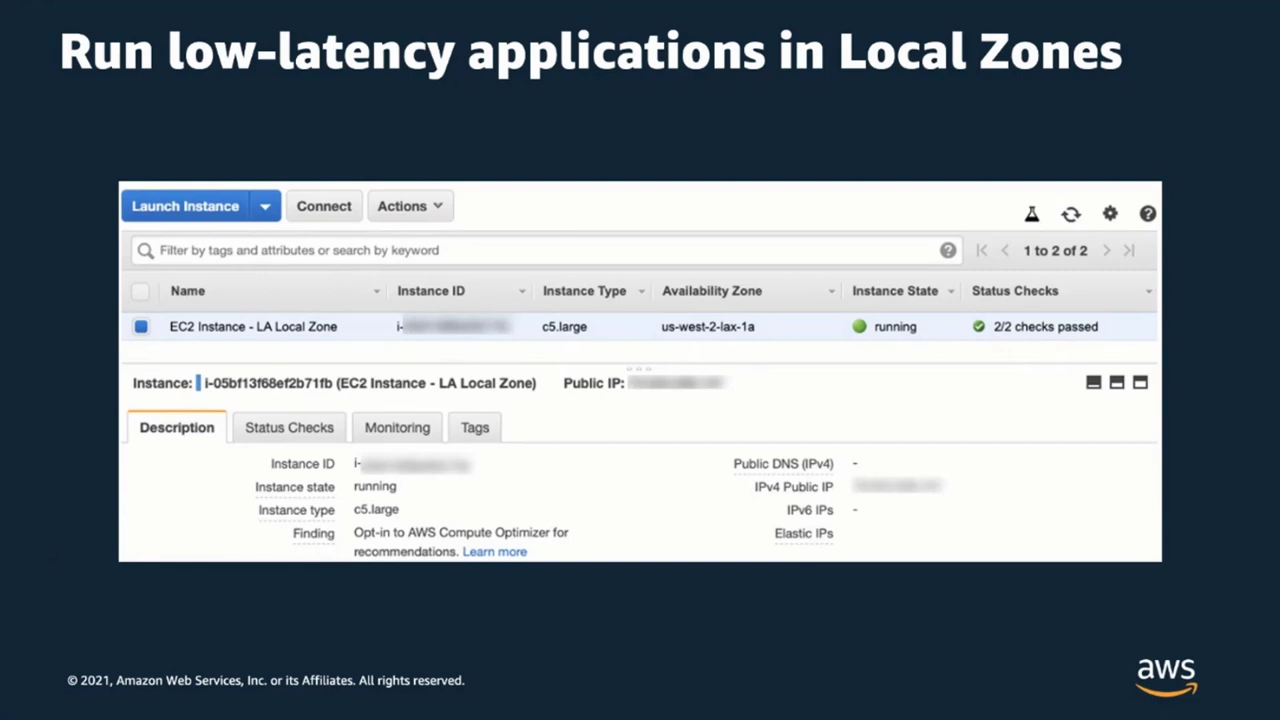 Run low-latency applications in Local Zones
Launch Instance Connect Actions
Filter by tags and attributes or search by keyword 1 to 2 of 2
Name Instance ID Instance Type Availability Zone Instance State Status Checks
EC2 Instance - LA Local Zone i- c5.large us-west-2-lax-1a running 2/2 checks passed
Instance: i-05bf13f68ef2b71fb (EC2 Instance - LA Local Zone) Public IP:
Description Status Checks Monitoring Tags
Instance ID i- Public DNS (IPv4) -
Instance state running IPv4 Public IP
Instance type c5.large IPv6 IPs -
Finding Opt-in to AWS Compute Optimizer for Elastic IPs
recommendations. Learn more
© 2021, Amazon Web Services, Inc. or its Affiliates. All rights reserved.
aws